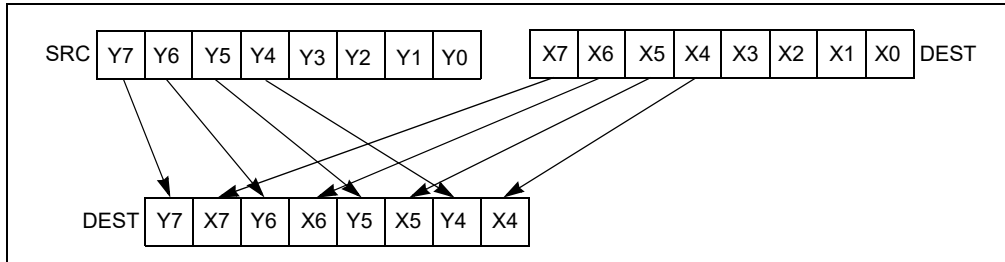 SRC Y7 Y6 Y5 Y4 Y3 Y2 Y1 Y0 X7 X6 X5 X4 X3 X2 X1 X0 DEST
DEST Y7 X7 Y6 X6 Y5 X5 Y4 X4